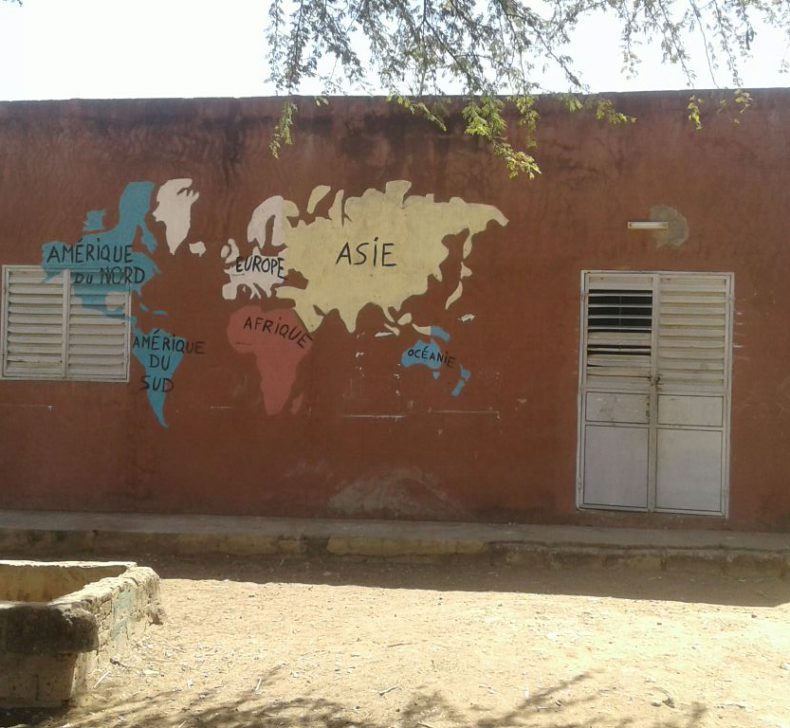 AMÉRIQUE
DU NORD
EUROPE
ASIE
AFRIQUE
AMÉRIQUE
DU
SUD
OCÉANIE